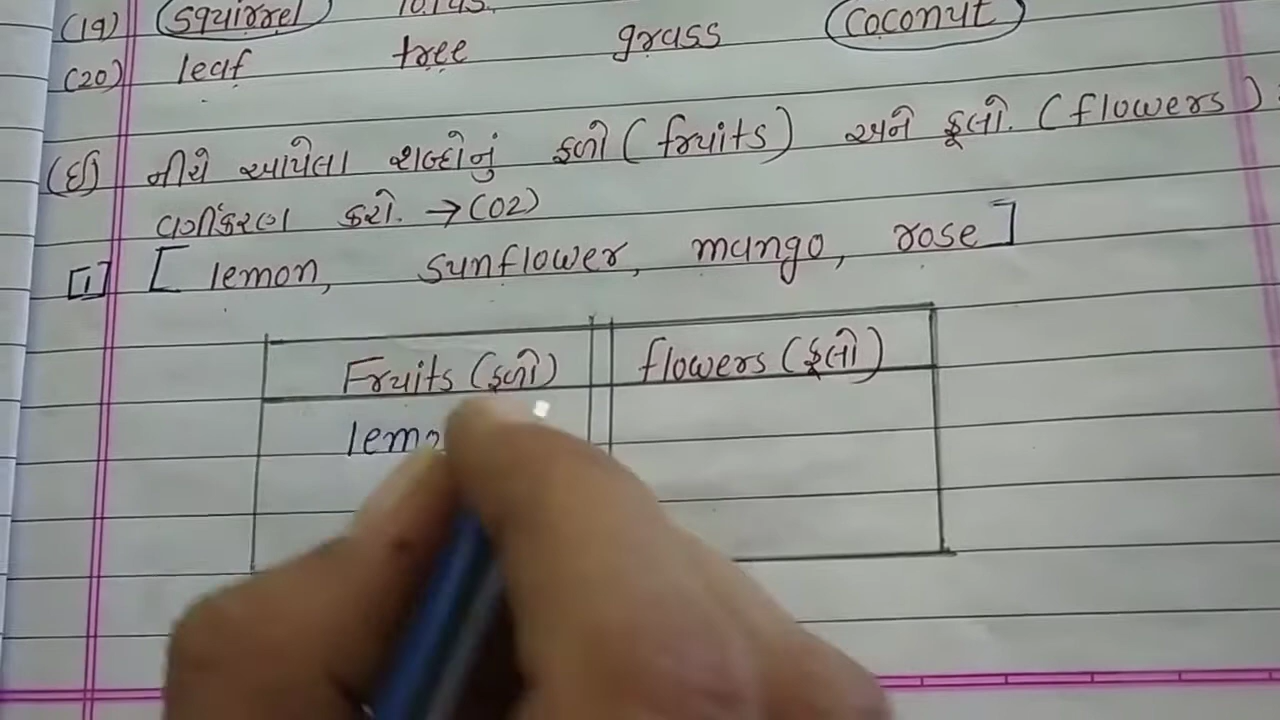 (19) squirrel coconut
(20) leaf tree grass
(ઈ) નીચે આપેલા શબ્દોનું ફળો (fruits) અને ફૂલો. (flowers)
વર્ગીકરણ કરો. → (02)
[1] [ lemon, sunflower, mango, rose ]
Fruits (ફળો) flowers (ફૂલો)
lem